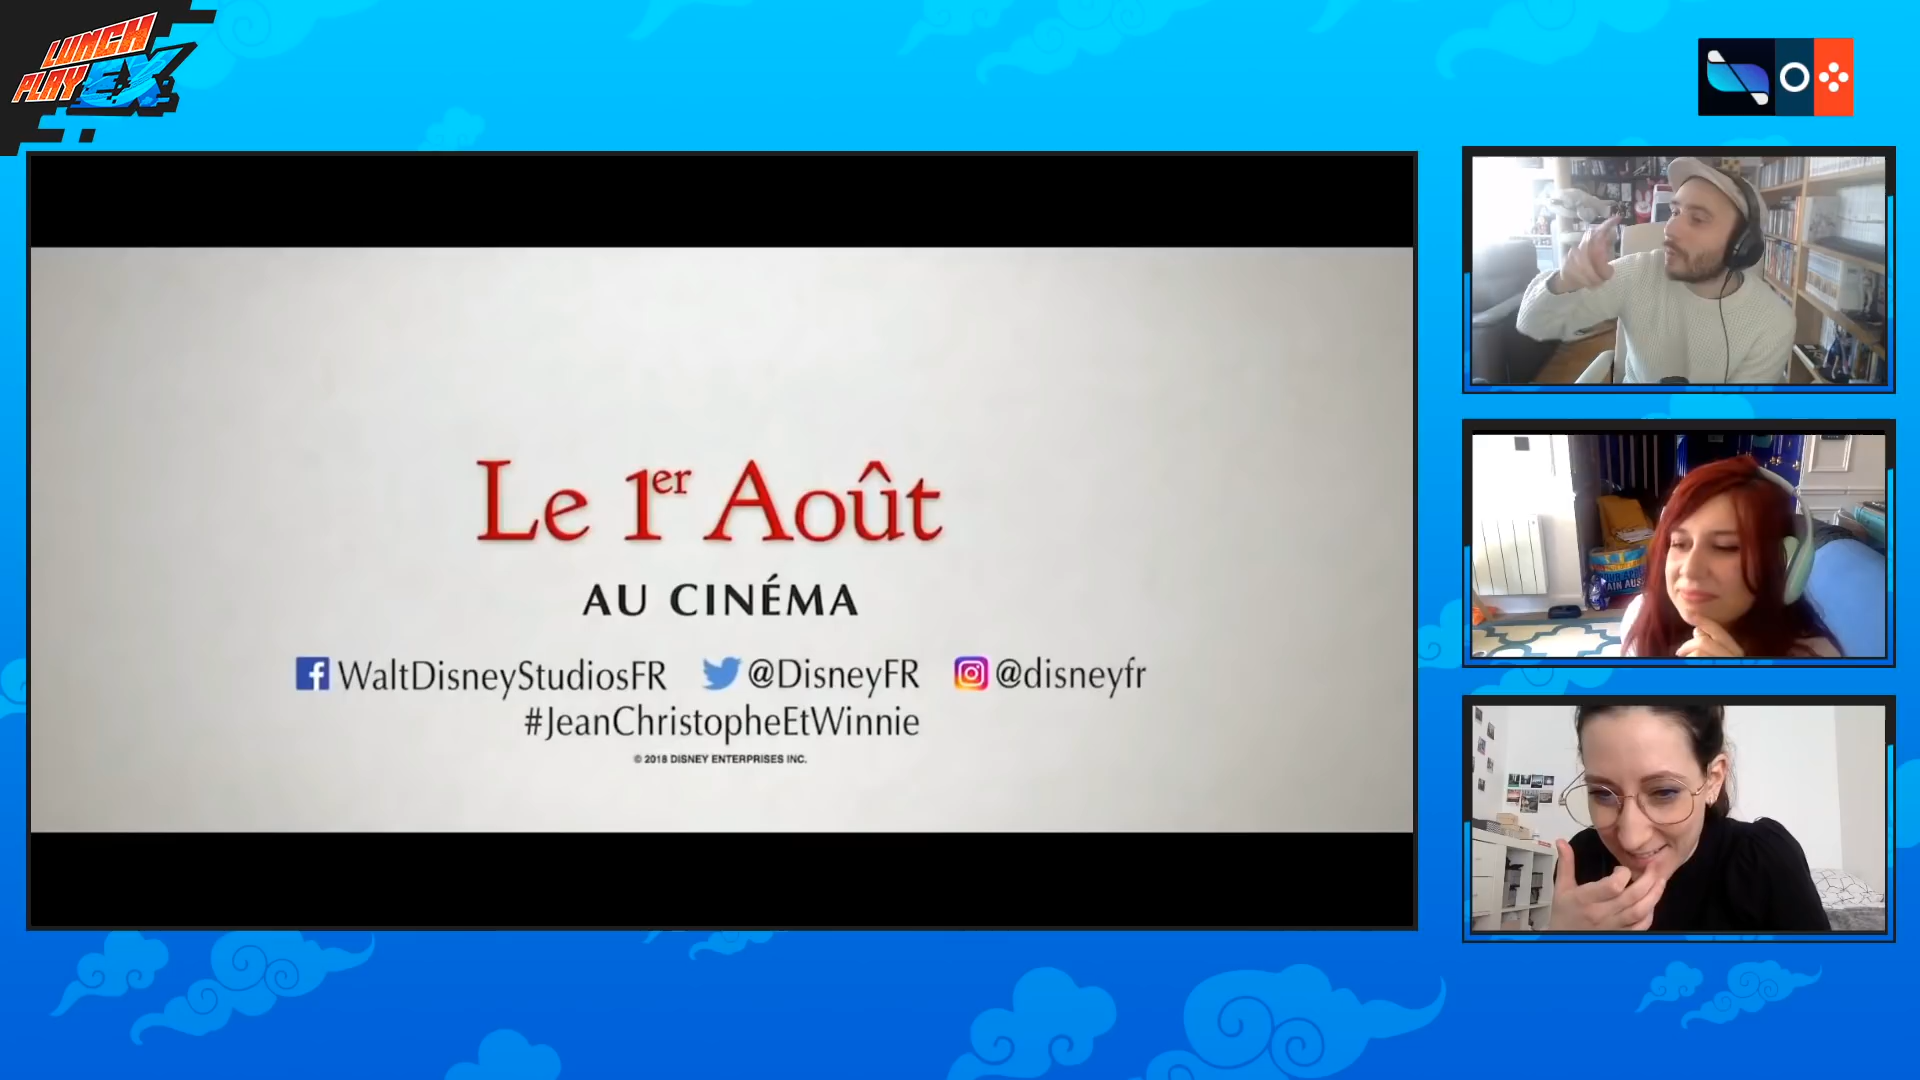 LUNCH
PLAY EX
Le 1er Août
AU CINÉMA
WaltDisneyStudiosFR @DisneyFR @disneyfr
#JeanChristopheEtWinnie
© 2018 DISNEY ENTERPRISES INC.